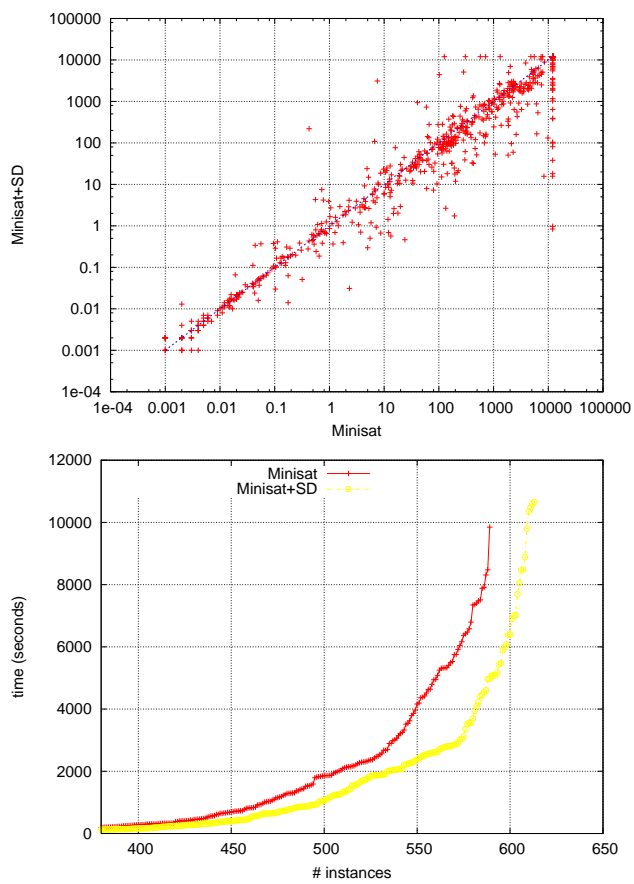 100000
10000
1000
100
10
1
0.1
0.01
0.001
1e-04
Minisat+SD
1e-04 0.001 0.01 0.1 1 10 100 1000 10000 100000
Minisat
12000
10000
8000
6000
4000
2000
0
time (seconds)
Minisat
Minisat+SD
400 450 500 550 600 650
# instances